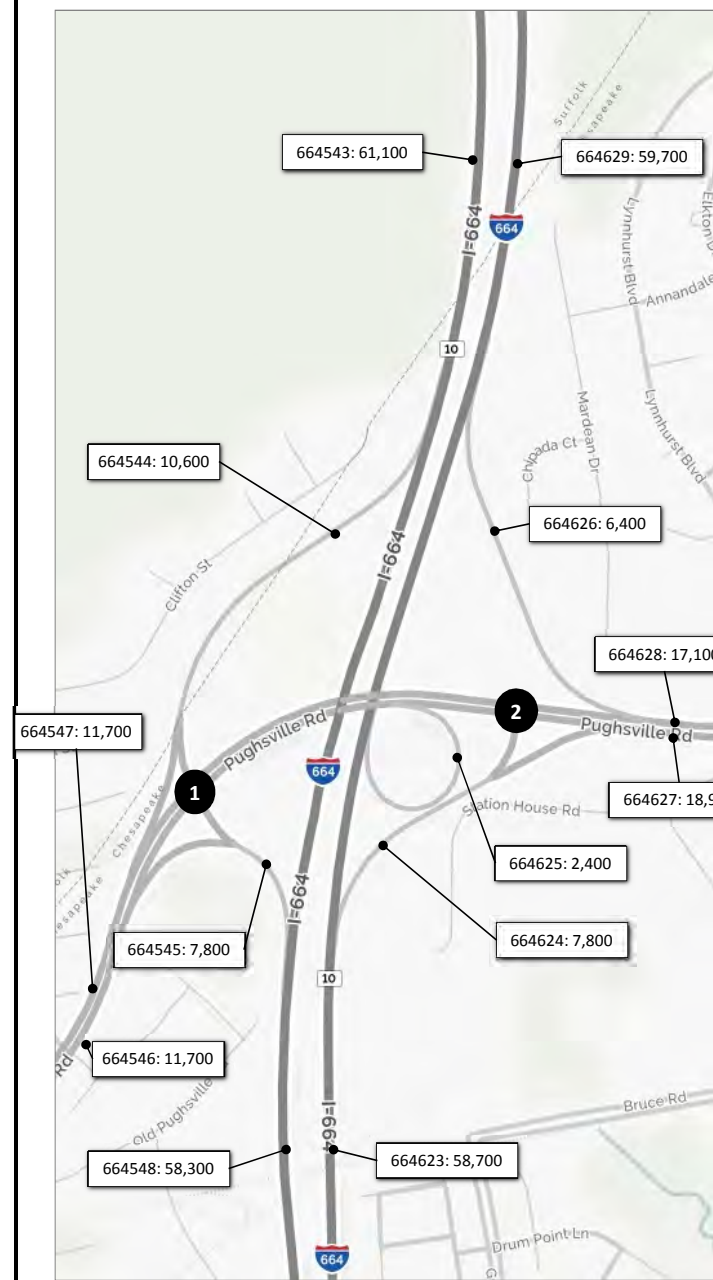 Suffolk
Chesapeake
664543: 61,100
664629: 59,700
664
I-664
Lynnhurst Blvd
Annandale
10
Mardean Dr
Lynnhurst Blvd
Chipada Ct
664544: 10,600
664626: 6,400
I-664
Clifton St
664628: 17,100
2
664547: 11,700
Pughsville Rd
Pughsville Rd
664
1
664627: 18,9
Station House Rd
Chesapeake
664625: 2,400
I-664
664624: 7,800
664545: 7,800
10
664546: 11,700
Rd
Old Pughsville
Bruce Rd
I-664
664548: 58,300
664623: 58,700
Drum Point Ln
664
G